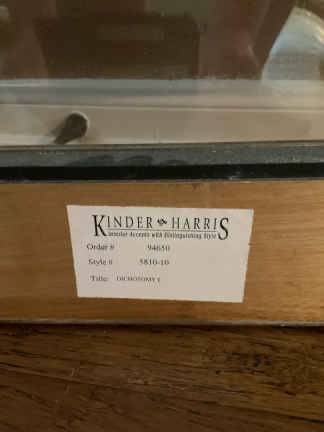 KINDER HARRIS
Interior Accents with Distinguishing Style
Order # 94650
Style # 5810-10
Title: DICHOTOMY I